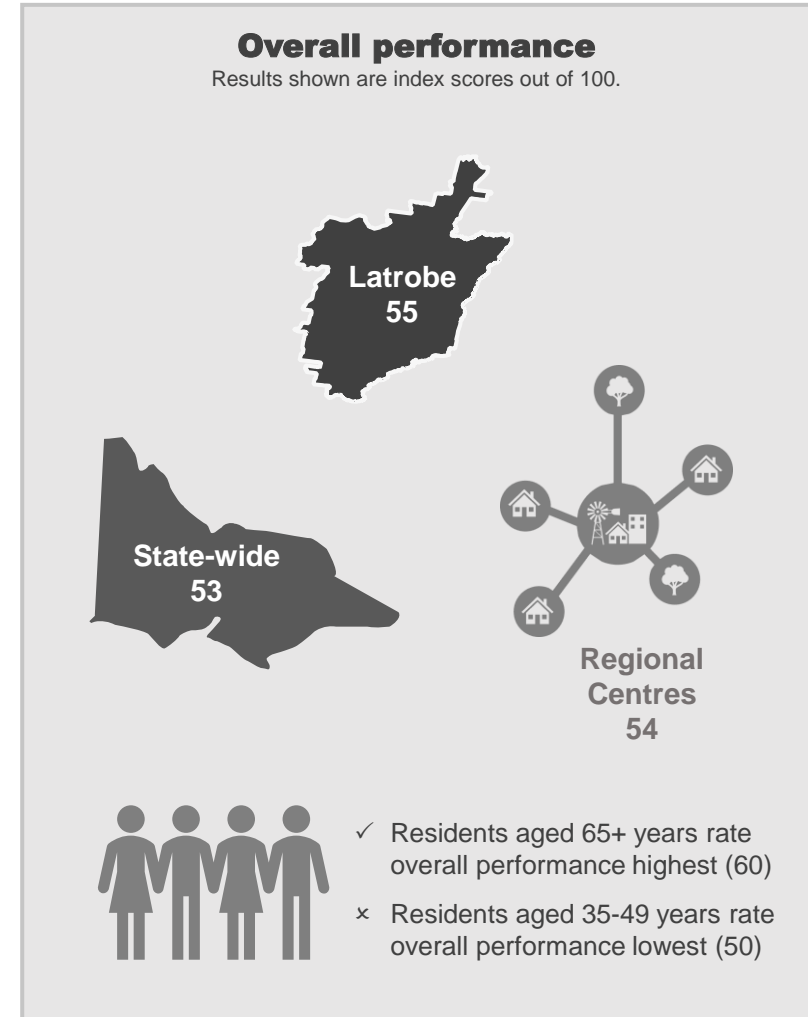 Overall performance
Results shown are index scores out of 100.
Latrobe
55
State-wide
53
Regional
Centres
54
✓ Residents aged 65+ years rate
overall performance highest (60)
× Residents aged 35-49 years rate
overall performance lowest (50)